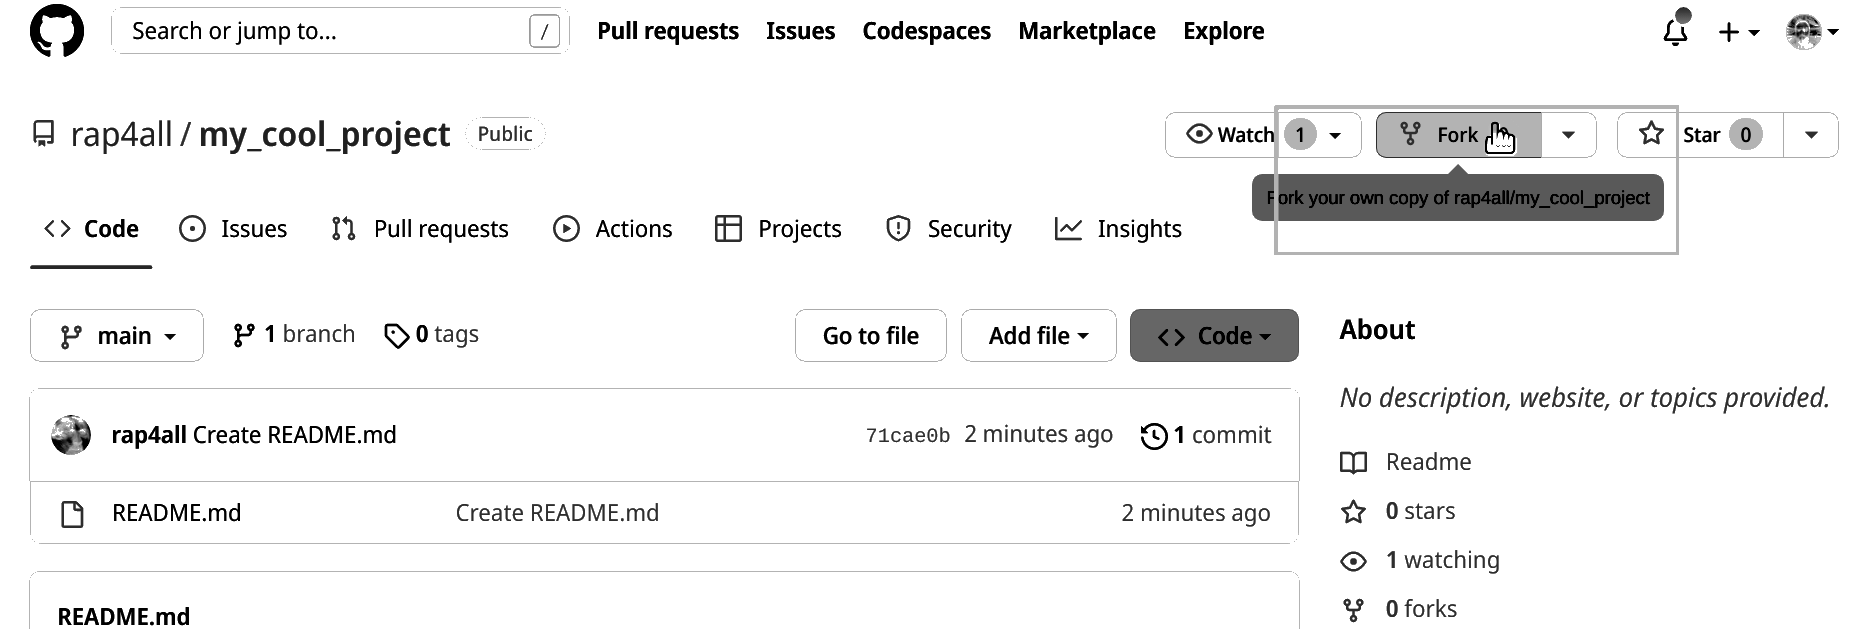 Search or jump to... / Pull requests Issues Codespaces Marketplace Explore
rap4all / my_cool_project Public Watch 1 Fork Star 0
Fork your own copy of rap4all/my_cool_project
Code Issues Pull requests Actions Projects Security Insights
main 1 branch 0 tags Go to file Add file Code
About
No description, website, or topics provided.
rap4all Create README.md 71cae0b 2 minutes ago 1 commit
Readme
README.md Create README.md 2 minutes ago
0 stars
1 watching
0 forks
README.md